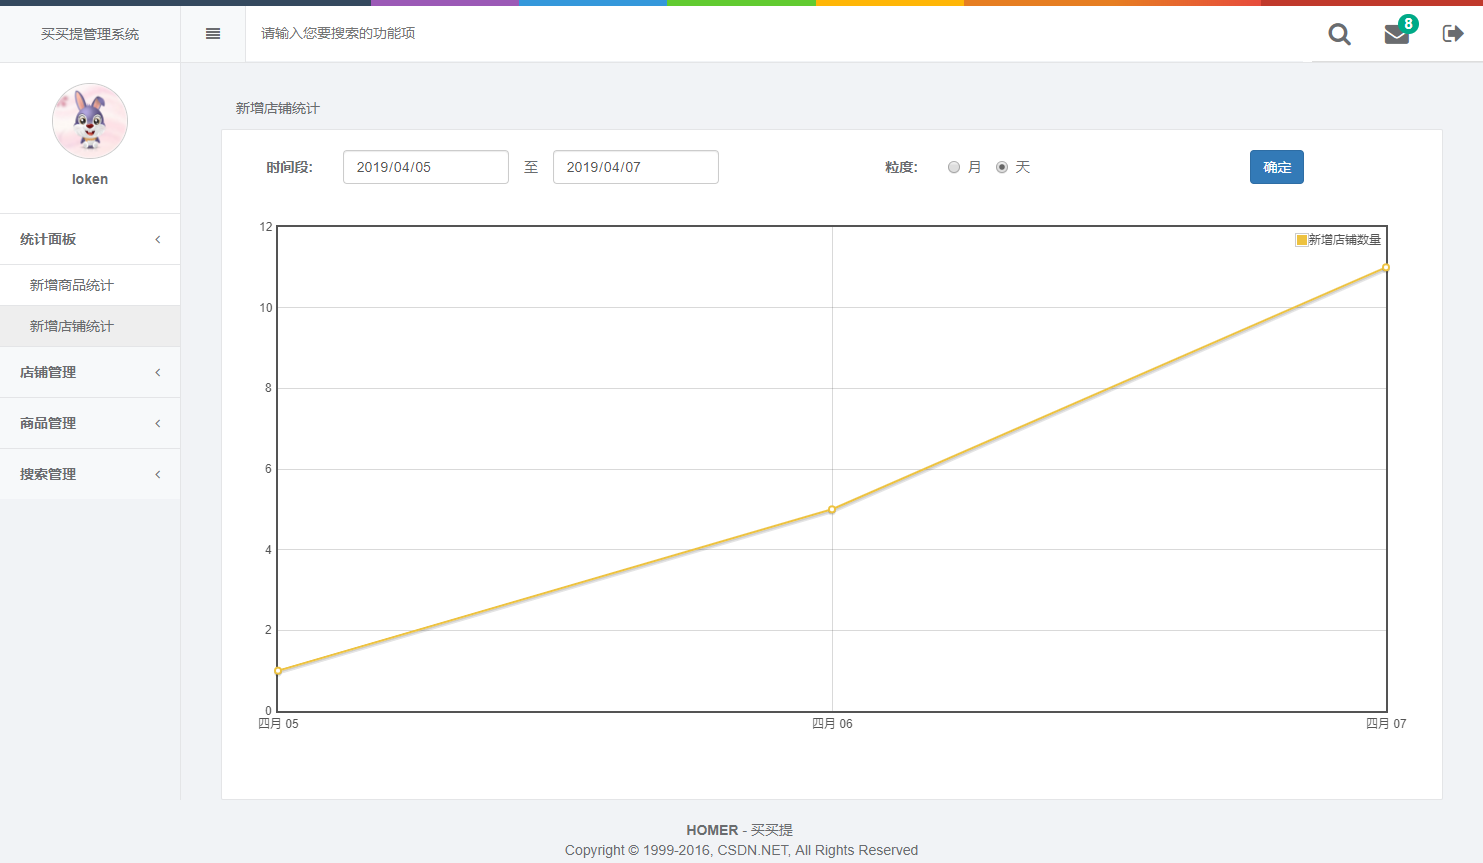 买买提管理系统
请输入您要搜索的功能项
8
loken
统计面板
新增商品统计
新增店铺统计
店铺管理
商品管理
搜索管理
新增店铺统计
时间段: 2019/04/05 至 2019/04/07 粒度: 月 天 确定
新增店铺数量
12
10
8
6
4
2
0
四月 05 四月 06 四月 07
HOMER - 买买提
Copyright © 1999-2016, CSDN.NET, All Rights Reserved